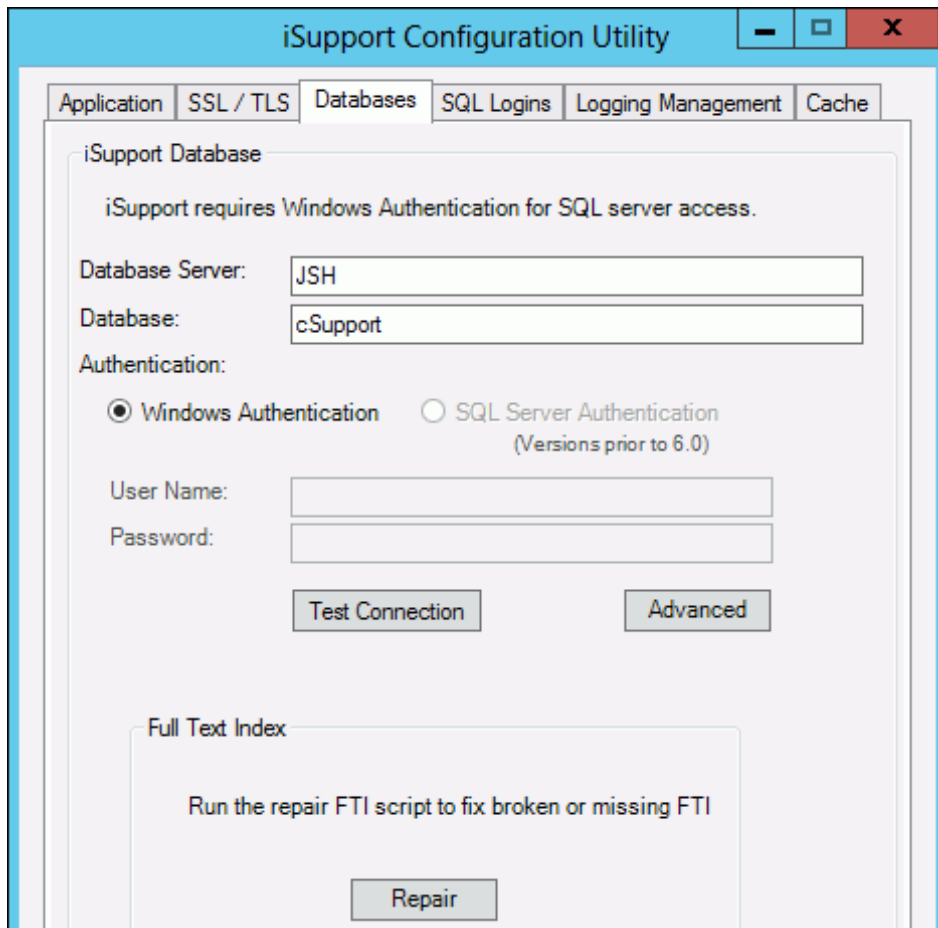 iSupport Configuration Utility
x
Application SSL / TLS Databases SQL Logins Logging Management Cache
iSupport Database
iSupport requires Windows Authentication for SQL server access.
Database Server: JSH
Database: cSupport
Authentication:
Windows Authentication SQL Server Authentication
(Versions prior to 6.0)
User Name:
Password:
Test Connection Advanced
Full Text Index
Run the repair FTI script to fix broken or missing FTI
Repair